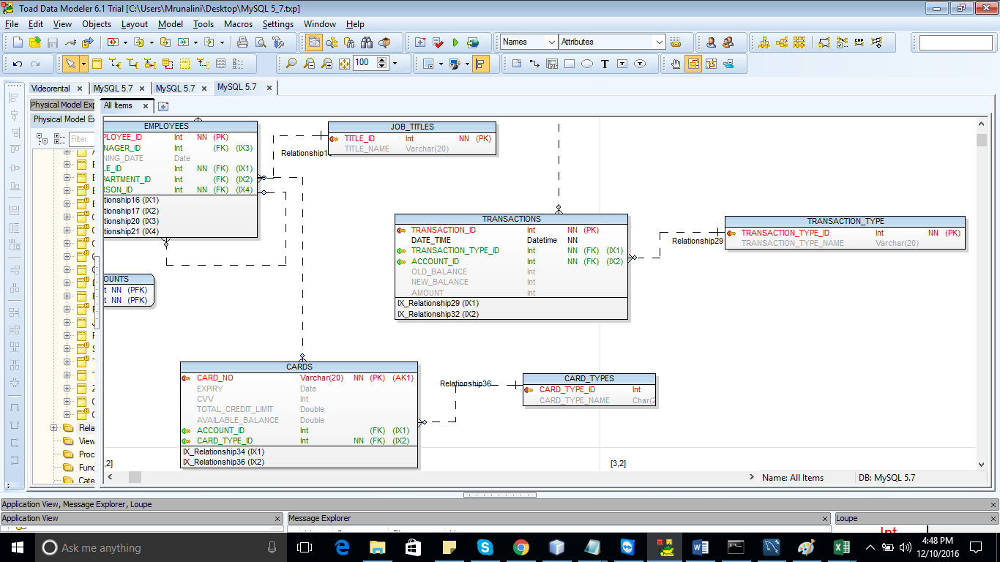 Toad Data Modeler 6.1 Trial [C:\Users\Mrunalini\Desktop\MySQL 5_7.txp]
File Edit View Objects Layout Model Tools Macros Settings Window Help
Names Attributes
100
Videorental MySQL 5.7 MySQL 5.7 MySQL 5.7
Physical Model Exp
All Items
Physical Model E
Filter
EMPLOYEES
PLOYEE_ID Int NN (PK)
NAGER_ID Int (FK) (IX3)
NING_DATE Date
LE_ID Int NN (FK) (IX1)
PARTMENT_ID Int (FK) (IX2)
RSON_ID Int NN (FK) (IX4)
tionship16 (IX1)
tionship17 (IX2)
tionship20 (IX3)
tionship21 (IX4)
JOB_TITLES
TITLE_ID Int NN (PK)
TITLE_NAME Varchar(20)
Relationship1
TRANSACTIONS
TRANSACTION_ID Int NN (PK)
DATE_TIME Datetime NN
TRANSACTION_TYPE_ID Int NN (FK) (IX1)
ACCOUNT_ID Int NN (FK) (IX2)
OLD_BALANCE Int
NEW_BALANCE Int
AMOUNT Int
IX_Relationship29 (IX1)
IX_Relationship32 (IX2)
Relationship29
TRANSACTION_TYPE
TRANSACTION_TYPE_ID Int NN (PK)
TRANSACTION_TYPE_NAME Varchar(20)
OUNTS
t NN (PFK)
t NN (PFK)
CARDS
CARD_NO Varchar(20) NN (PK) (AK1)
EXPIRY Date
CVV Int
TOTAL_CREDIT_LIMIT Double
AVAILABLE_BALANCE Double
ACCOUNT_ID Int (FK) (IX1)
CARD_TYPE_ID Int NN (FK) (IX2)
IX_Relationship34 (IX1)
IX_Relationship36 (IX2)
Relationship36
CARD_TYPES
CARD_TYPE_ID Int
CARD_TYPE_NAME Char(2
Rela
View
Proc
Func
Cate
,2]
[3,2]
Name: All Items DB: MySQL 5.7
Application View, Message Explorer, Loupe
Application View Message Explorer Loupe
Int
Ask me anything
4:48 PM
12/10/2016